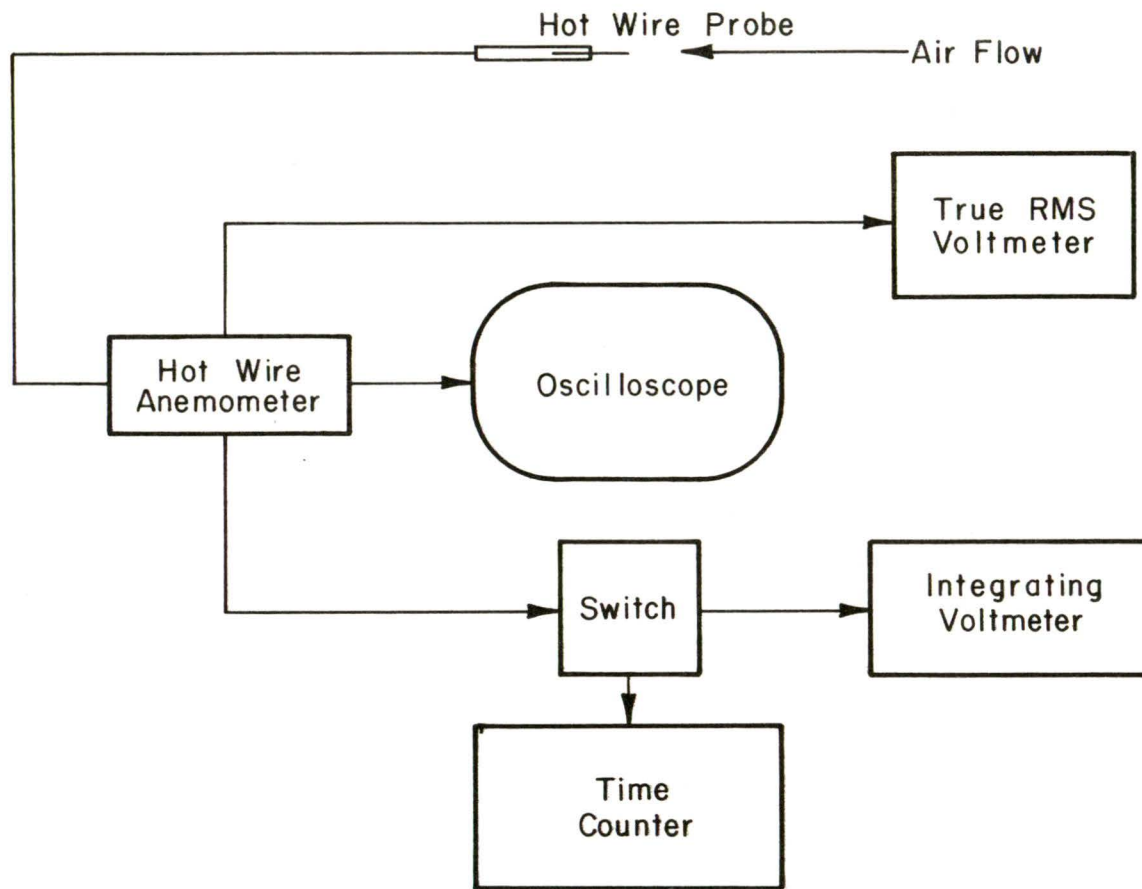 Hot Wire Probe
Air Flow
True RMS
Voltmeter
Hot Wire
Anemometer
Oscilloscope
Switch
Integrating
Voltmeter
Time
Counter